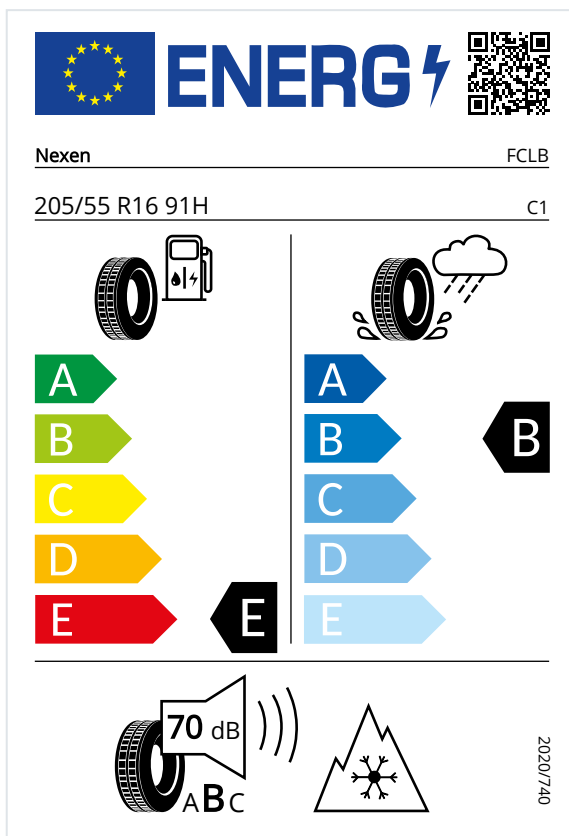 ENERG
Nexen FCLB
205/55 R16 91H C1
A A
B B B
C C
D D
E E E
70 dB
ABC
2020/740